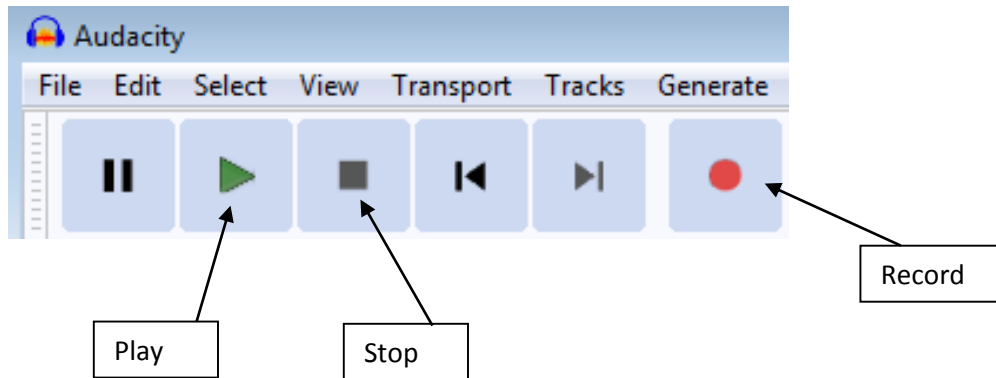 Audacity
File Edit Select View Transport Tracks Generate
Record
Play Stop